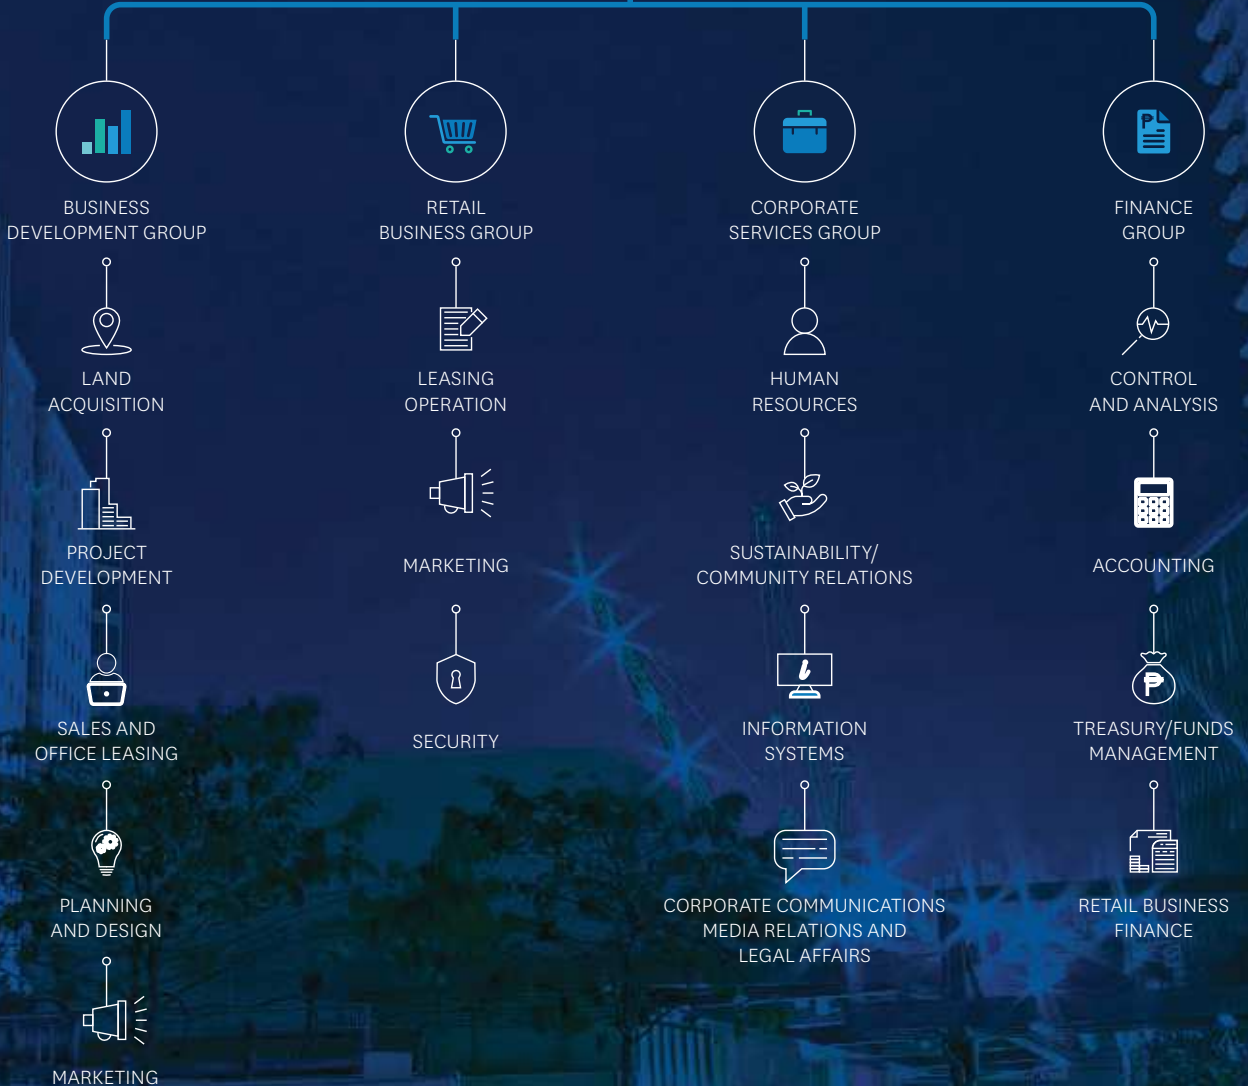 BUSINESS
DEVELOPMENT GROUP
LAND
ACQUISITION
PROJECT
DEVELOPMENT
SALES AND
OFFICE LEASING
PLANNING
AND DESIGN
MARKETING
RETAIL
BUSINESS GROUP
LEASING
OPERATION
MARKETING
SECURITY
CORPORATE
SERVICES GROUP
HUMAN
RESOURCES
SUSTAINABILITY/
COMMUNITY RELATIONS
INFORMATION
SYSTEMS
CORPORATE COMMUNICATIONS
MEDIA RELATIONS AND
LEGAL AFFAIRS
FINANCE
GROUP
CONTROL
AND ANALYSIS
ACCOUNTING
TREASURY/FUNDS
MANAGEMENT
RETAIL BUSINESS
FINANCE